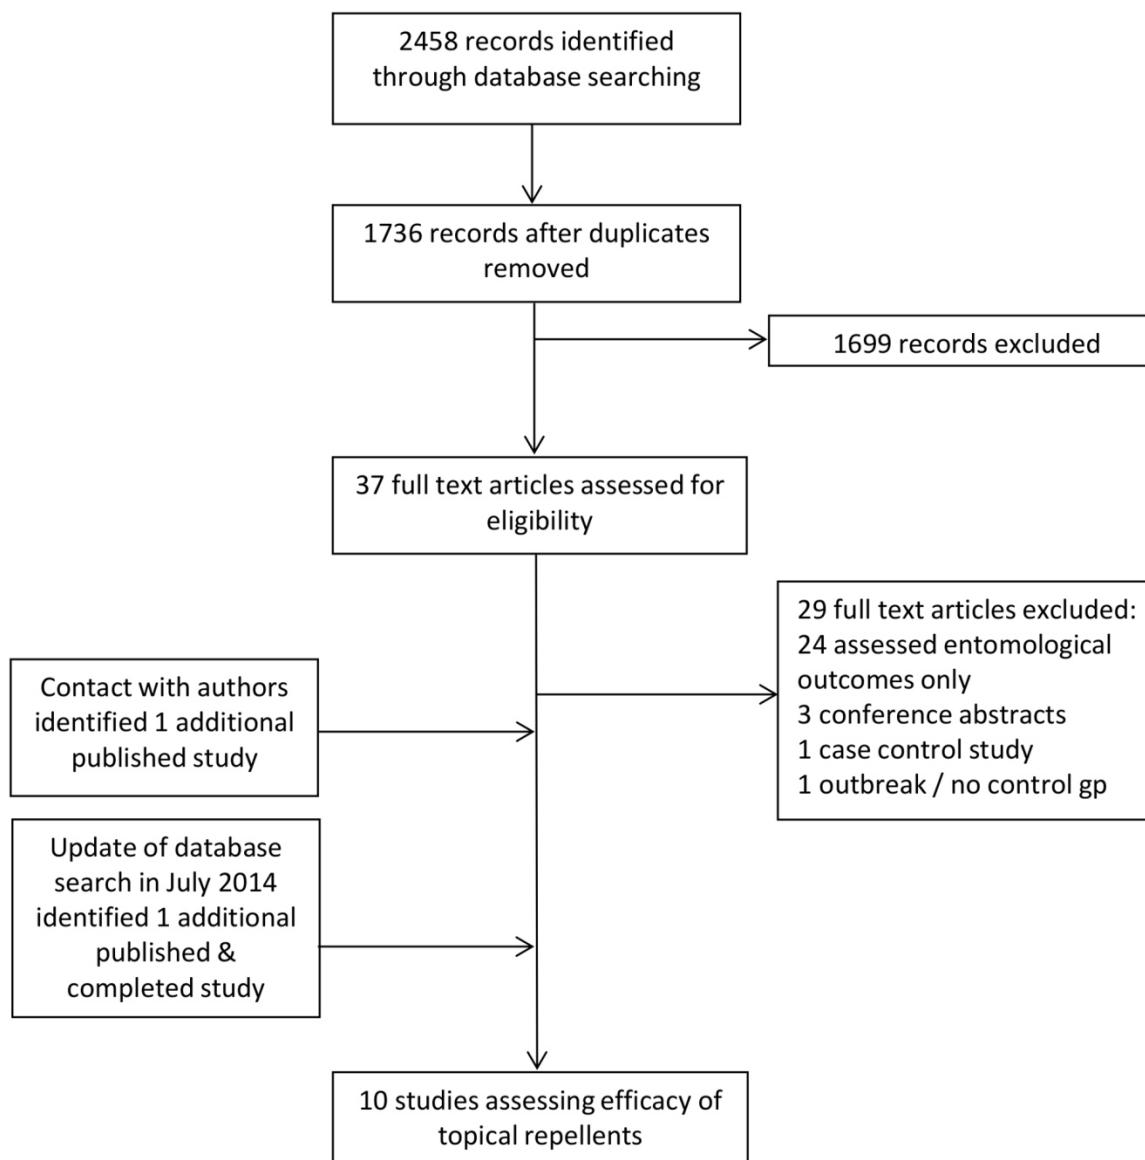 2458 records identified
through database searching
1736 records after duplicates
removed
1699 records excluded
37 full text articles assessed for
eligibility
29 full text articles excluded:
24 assessed entomological
outcomes only
3 conference abstracts
1 case control study
1 outbreak / no control gp
Contact with authors
identified 1 additional
published study
Update of database
search in July 2014
identified 1 additional
published &
completed study
10 studies assessing efficacy of
topical repellents